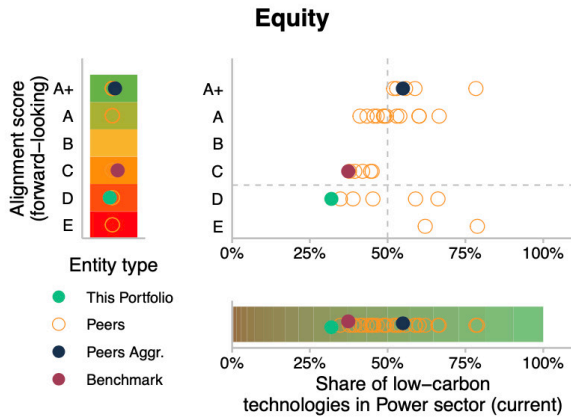 Equity
Alignment score
(forward−looking)
A+
A
B
C
D
E
A+
A
B
C
D
E
0%
25%
50%
75%
100%
Entity type
This Portfolio
Peers
Peers Aggr.
Benchmark
0%
25%
50%
75%
100%
Share of low−carbon
technologies in Power sector (current)